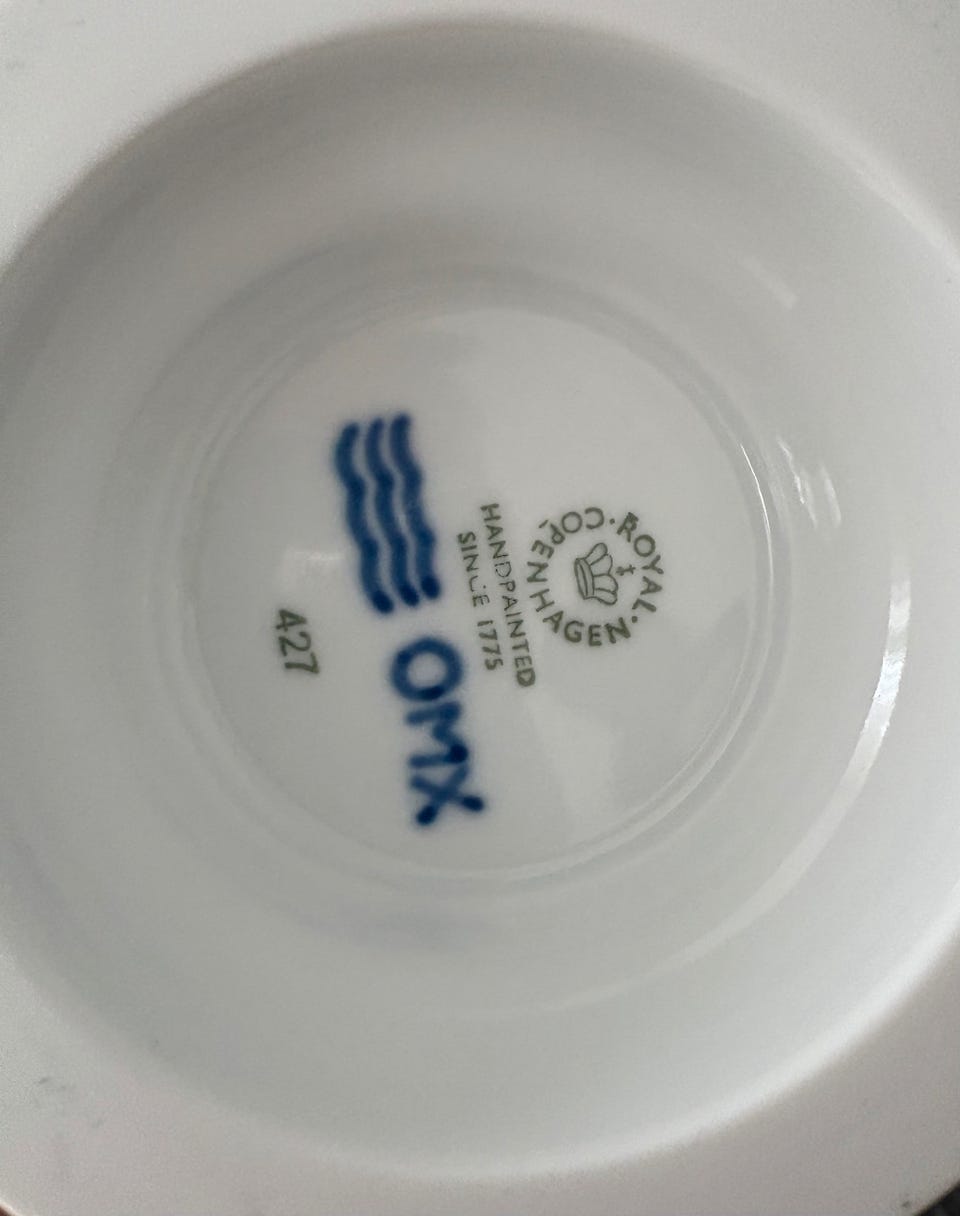 ROYAL · COPENHAGEN ·
HANDPAINTED
SINCE 1775
OMX
427